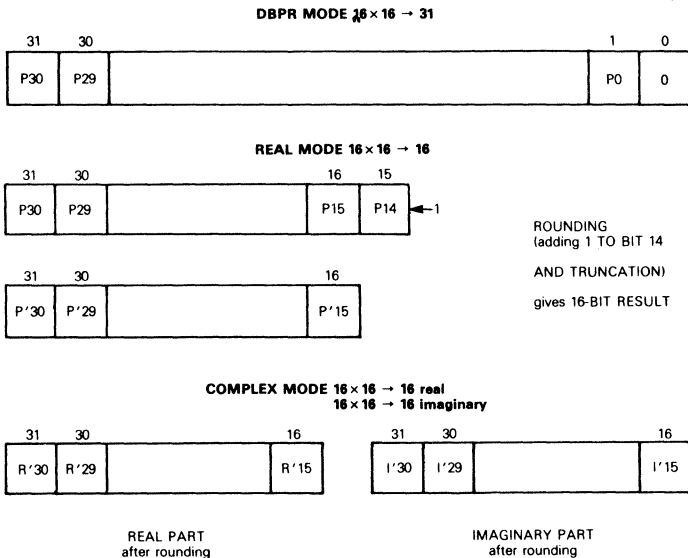 DBPR MODE 16 × 16 → 31
31 30 1 0
P30 P29 P0 0
REAL MODE 16 × 16 → 16
31 30 16 15
P30 P29 P15 P14 1
ROUNDING
(adding 1 TO BIT 14
AND TRUNCATION)
gives 16-BIT RESULT
31 30 16
P'30 P'29 P'15
COMPLEX MODE 16 × 16 → 16 real
16 × 16 → 16 imaginary
31 30 16 31 30 16
R'30 R'29 R'15 I'30 I'29 I'15
REAL PART IMAGINARY PART
after rounding after rounding